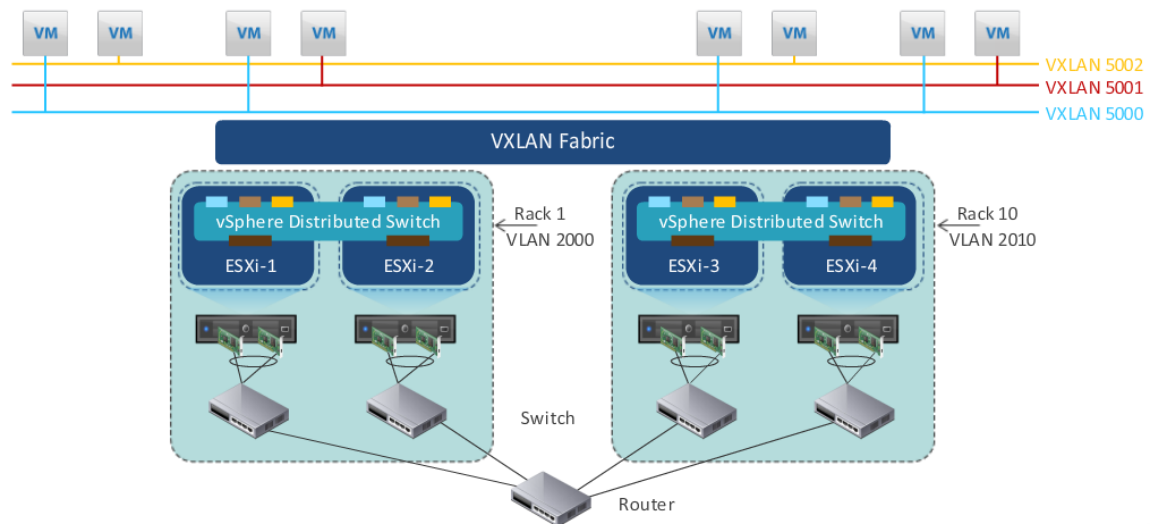 VM
VM
VM
VM
VM
VM
VM
VM
VXLAN 5002
VXLAN 5001
VXLAN 5000
VXLAN Fabric
vSphere Distributed Switch
ESXi-1
ESXi-2
Rack 1
VLAN 2000
vSphere Distributed Switch
ESXi-3
ESXi-4
Rack 10
VLAN 2010
Switch
Router